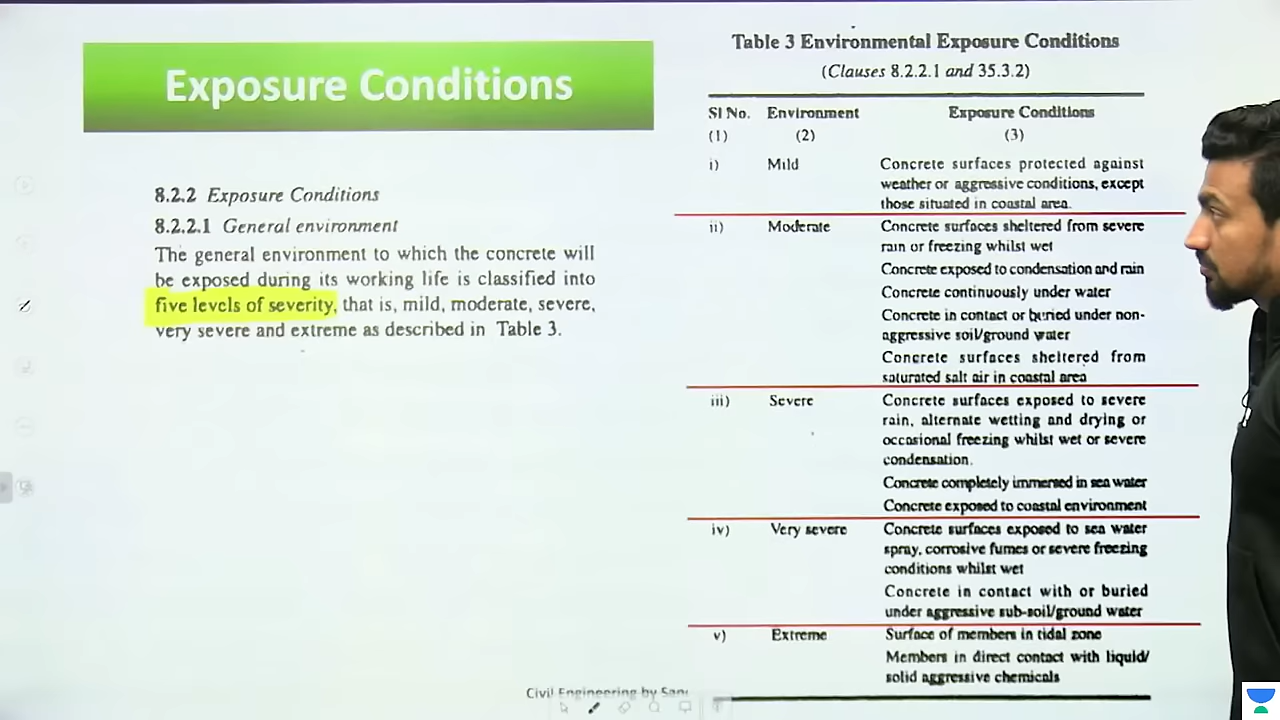 Exposure Conditions
8.2.2 Exposure Conditions
8.2.2.1 General environment
The general environment to which the concrete will
be exposed during its working life is classified into
five levels of severity, that is, mild, moderate, severe,
very severe and extreme as described in Table 3.
Table 3 Environmental Exposure Conditions
(Clauses 8.2.2.1 and 35.3.2)
Sl No. Environment Exposure Conditions
(1) (2) (3)
i) Mild Concrete surfaces protected against
weather or aggressive conditions, except
those situated in coastal area.
ii) Moderate Concrete surfaces sheltered from severe
rain or freezing whilst wet
Concrete exposed to condensation and rain
Concrete continuously under water
Concrete in contact or buried under non-
aggressive soil/ground water
Concrete surfaces sheltered from
saturated salt air in coastal area
iii) Severe Concrete surfaces exposed to severe
rain, alternate wetting and drying or
occasional freezing whilst wet or severe
condensation.
Concrete completely immersed in sea water
Concrete exposed to coastal environment
iv) Very severe Concrete surfaces exposed to sea water
spray, corrosive fumes or severe freezing
conditions whilst wet
Concrete in contact with or buried
under aggressive sub-soil/ground water
v) Extreme Surface of members in tidal zone
Members in direct contact with liquid/
solid aggressive chemicals
Civil Engineering by